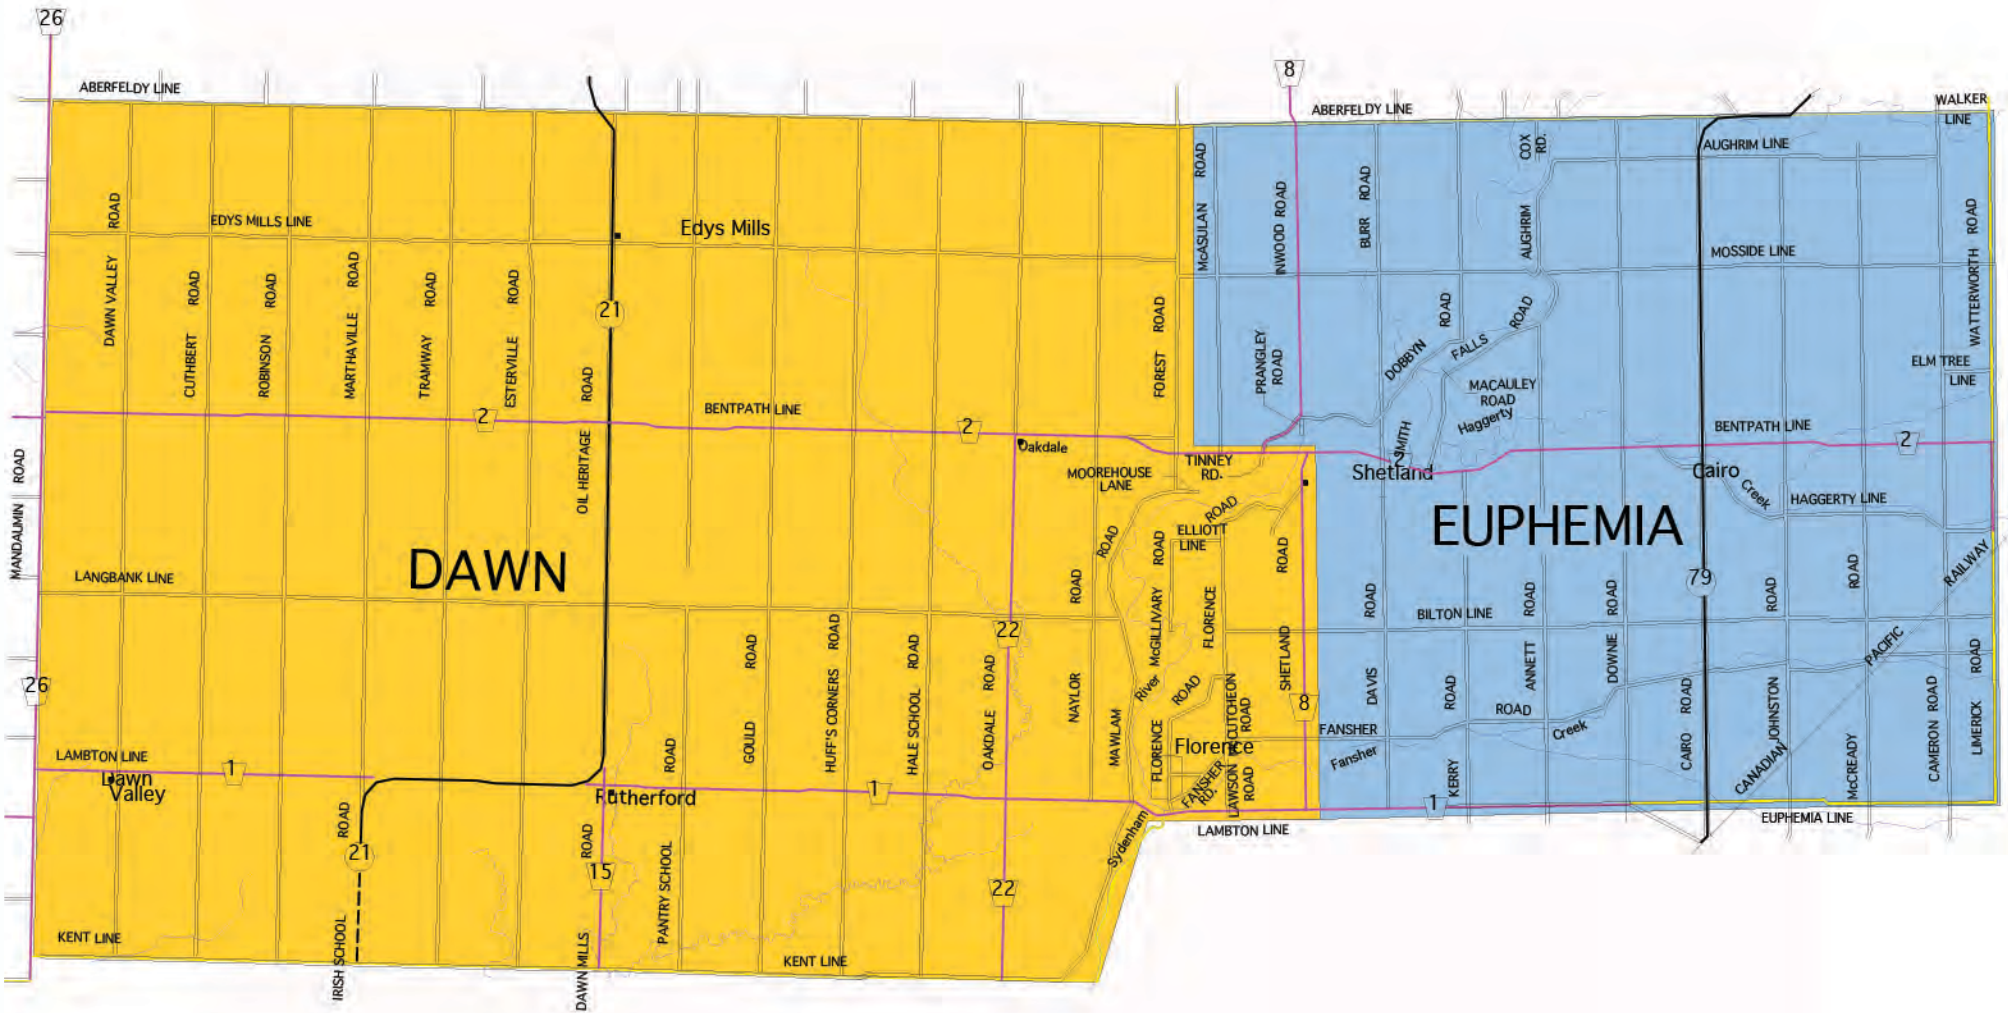 26
8
ABERFELDY LINE
ABERFELDY LINE
WALKER
LINE
AUGHRIM LINE
COX
RD.
McASULAN ROAD
INWOOD ROAD
BURR ROAD
AUGHRIM
MOSSIDE LINE
WATTERWORTH ROAD
EDYS MILLS LINE
Edys Mills
DAWN VALLEY ROAD
CUTHBERT ROAD
ROBINSON ROAD
MARTHAVILLE ROAD
TRAMWAY ROAD
ESTERVILLE ROAD
21
OIL HERITAGE ROAD
FOREST ROAD
PRANGLEY
ROAD
DOBBYN ROAD
FALLS ROAD
MACAULEY
ROAD
Haggerty
SMITH
ELM TREE
LINE
2
BENTPATH LINE
2
Oakdale
BENTPATH LINE
2
2
MOOREHOUSE
LANE
TINNEY
RD.
Shetland
Cairo
Creek
HAGGERTY LINE
MANDAUMIN ROAD
DAWN
EUPHEMIA
ROAD
ROAD
ELLIOTT
LINE
LANGBANK LINE
79
RAILWAY
BILTON LINE
22
GOULD ROAD
HUFF'S CORNERS ROAD
HALE SCHOOL ROAD
OAKDALE ROAD
NAYLOR ROAD
MAWLAM
McGILLIVARY ROAD
FLORENCE
SHETLAND ROAD
DAVIS ROAD
KERRY ROAD
ANNETT ROAD
DOWNIE ROAD
CAIRO ROAD
JOHNSTON ROAD
McCREADY ROAD
CAMERON ROAD
LIMERICK ROAD
CANADIAN PACIFIC
River
FLORENCE ROAD
McCUTCHEON
ROAD
8
FANSHER ROAD
Fansher Creek
26
LAMBTON LINE
1
Dawn
Valley
Florence
FANSHER
RD.
LAWSON
ROAD
Rutherford
1
1
LAMBTON LINE
EUPHEMIA LINE
Sydenham
21
IRISH SCHOOL ROAD
15
DAWN MILLS ROAD
PANTRY SCHOOL ROAD
22
KENT LINE
KENT LINE